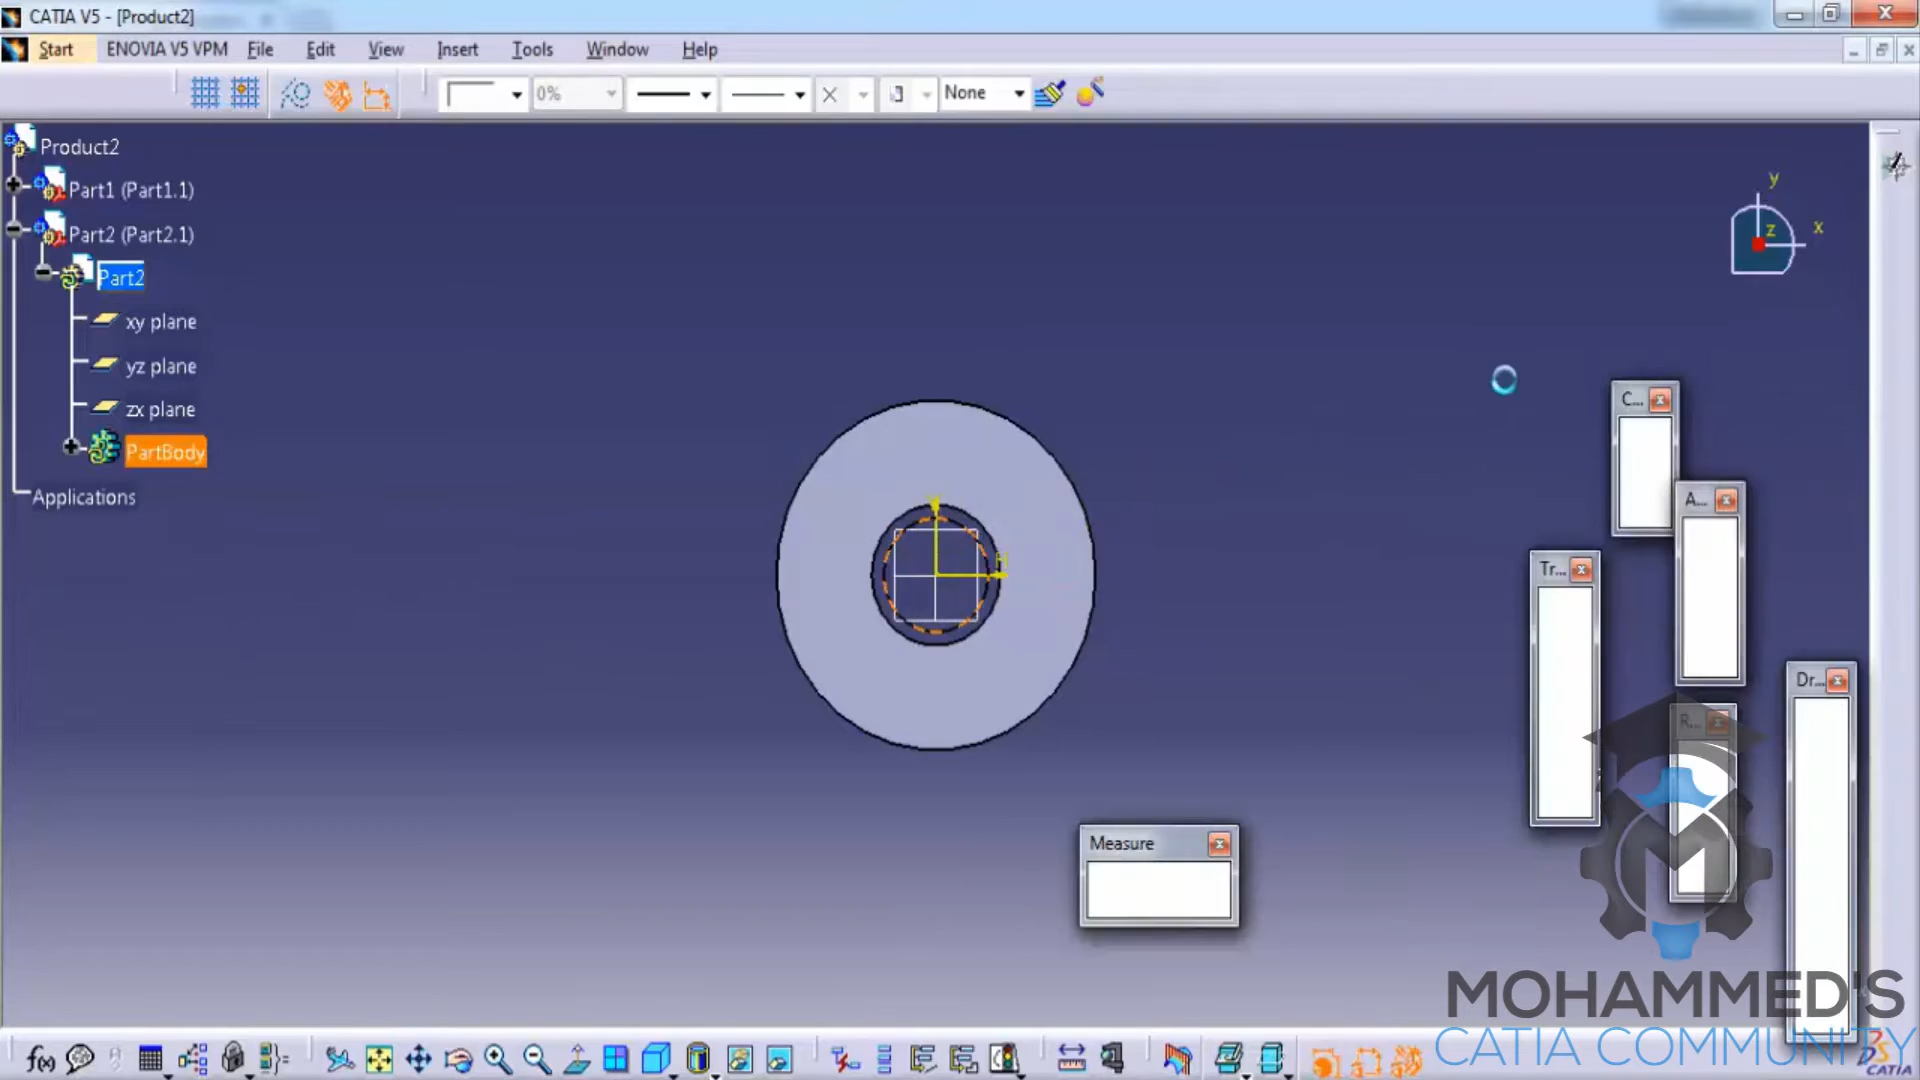 CATIA V5 - [Product2]
Start ENOVIA V5 VPM File Edit View Insert Tools Window Help
0% None
Product2
Part1 (Part1.1)
Part2 (Part2.1)
Part2
xy plane
yz plane
zx plane
PartBody
Applications
y
x
z
H
C...
A...
Tr...
Dr...
R...
Measure
MOHAMMED'S
CATIA COMMUNITY
f(x)
CATIA